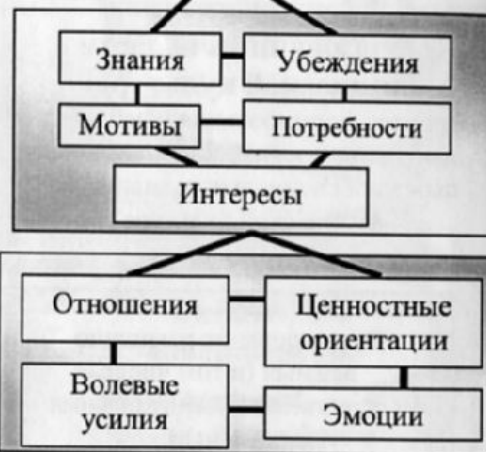 Знания
Убеждения
Мотивы
Потребности
Интересы
Отношения
Ценностные
ориентации
Волевые
усилия
Эмоции